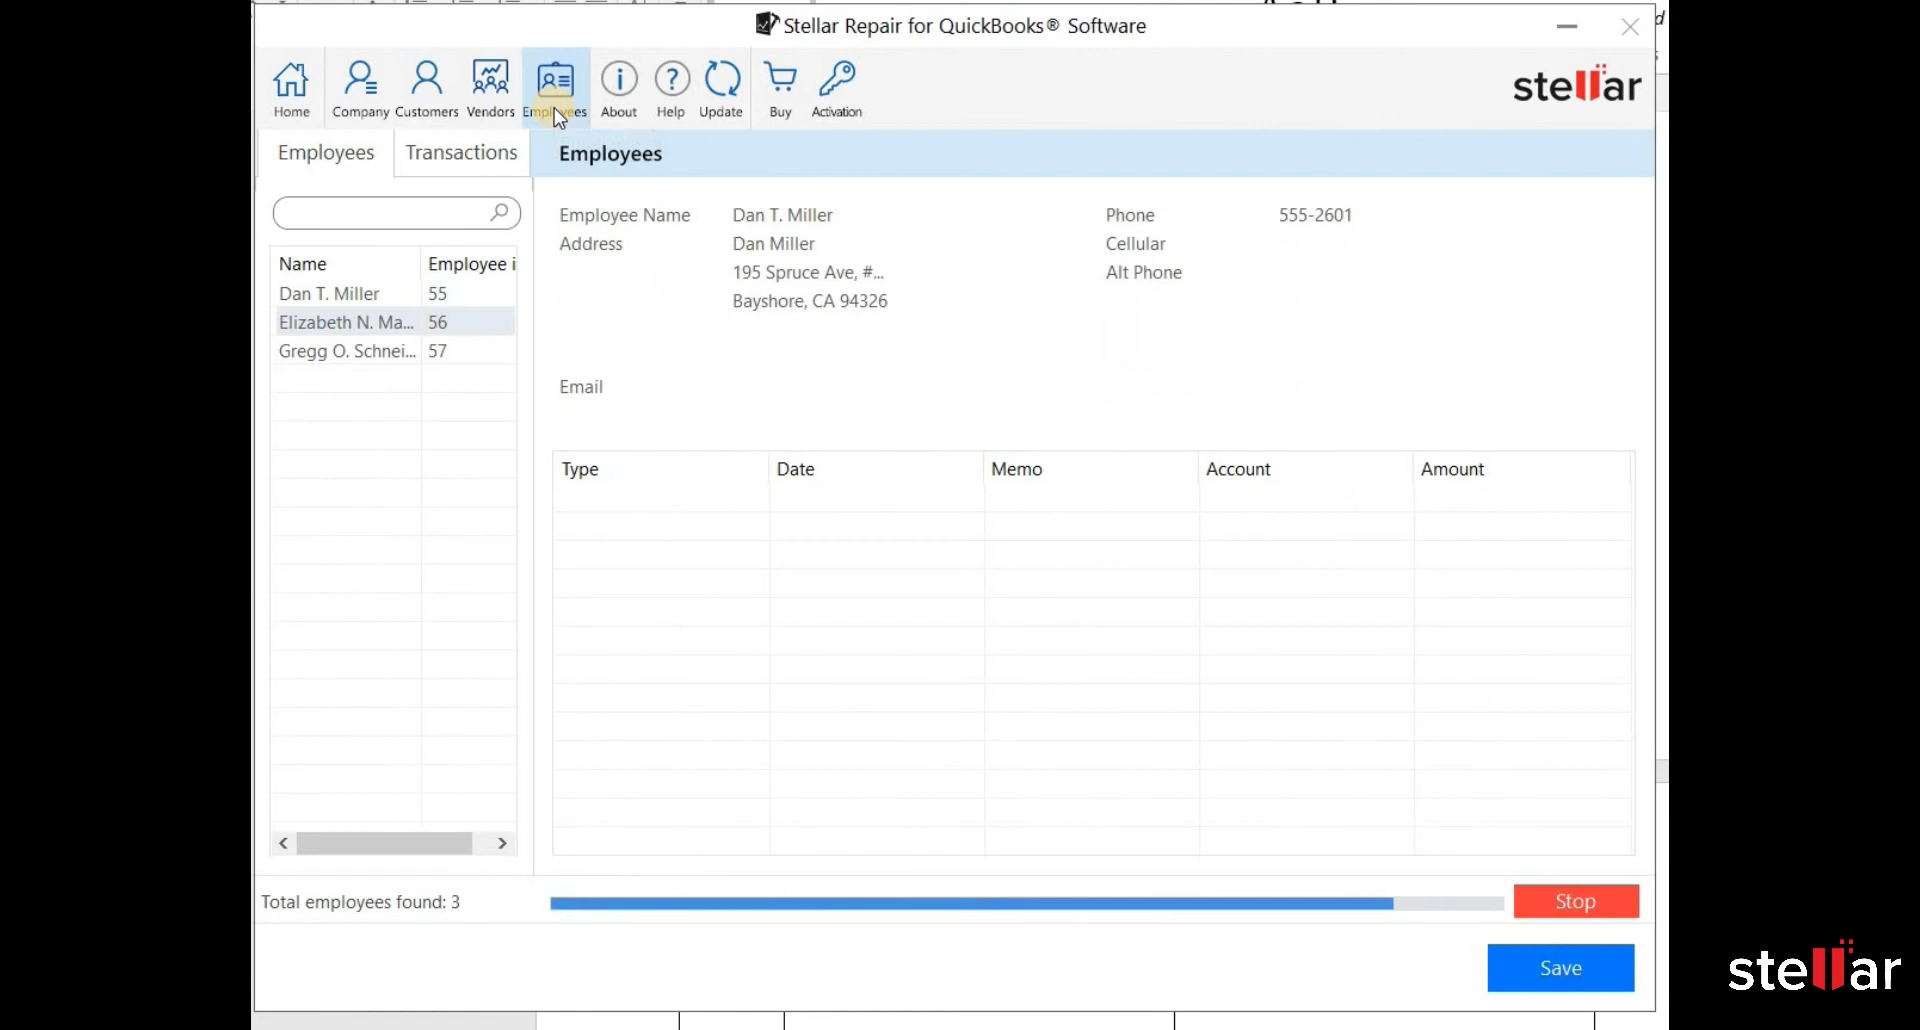 Stellar Repair for QuickBooks® Software
Home
Company
Customers
Vendors
Employees
About
Help
Update
Buy
Activation
stellar
Employees
Transactions
Employees
Name
Employee i
Dan T. Miller
55
Elizabeth N. Ma...
56
Gregg O. Schnei...
57
Employee Name
Dan T. Miller
Address
Dan Miller
195 Spruce Ave, #...
Bayshore, CA 94326
Phone
555-2601
Cellular
Alt Phone
Email
Type
Date
Memo
Account
Amount
Total employees found: 3
Stop
Save
stellar